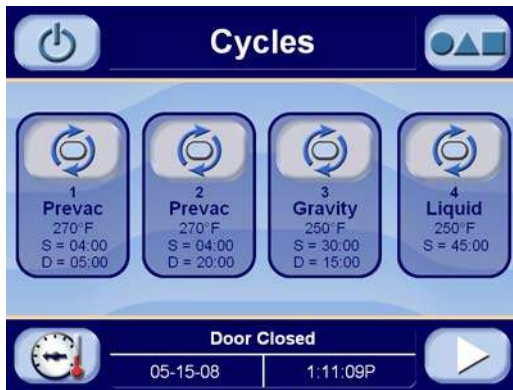 Cycles
1
Prevac
270°F
S = 04:00
D = 05:00
2
Prevac
270°F
S = 04:00
D = 20:00
3
Gravity
250°F
S = 30:00
D = 15:00
4
Liquid
250°F
S = 45:00
Door Closed
05-15-08
1:11:09P